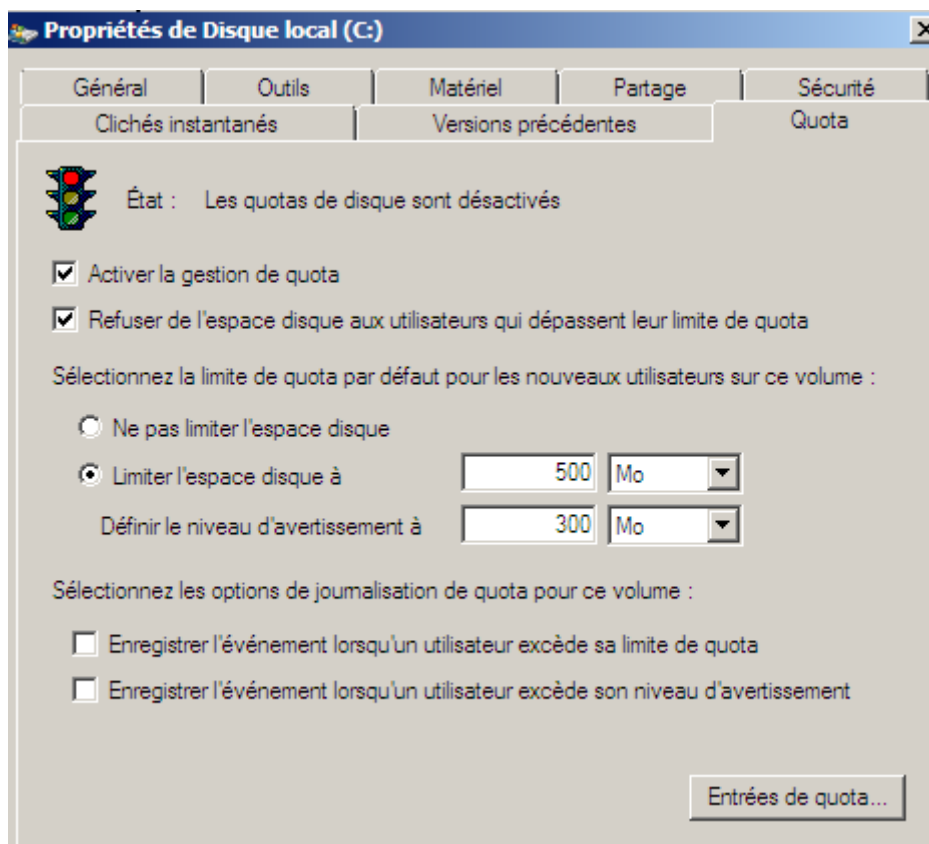 Propriétés de Disque local (C:)
Général Outils Matériel Partage Sécurité
Clichés instantanés Versions précédentes Quota
État : Les quotas de disque sont désactivés
Activer la gestion de quota
Refuser de l'espace disque aux utilisateurs qui dépassent leur limite de quota
Sélectionnez la limite de quota par défaut pour les nouveaux utilisateurs sur ce volume :
Ne pas limiter l'espace disque
Limiter l'espace disque à 500 Mo
Définir le niveau d'avertissement à 300 Mo
Sélectionnez les options de journalisation de quota pour ce volume :
Enregistrer l'événement lorsqu'un utilisateur excède sa limite de quota
Enregistrer l'événement lorsqu'un utilisateur excède son niveau d'avertissement
Entrées de quota...